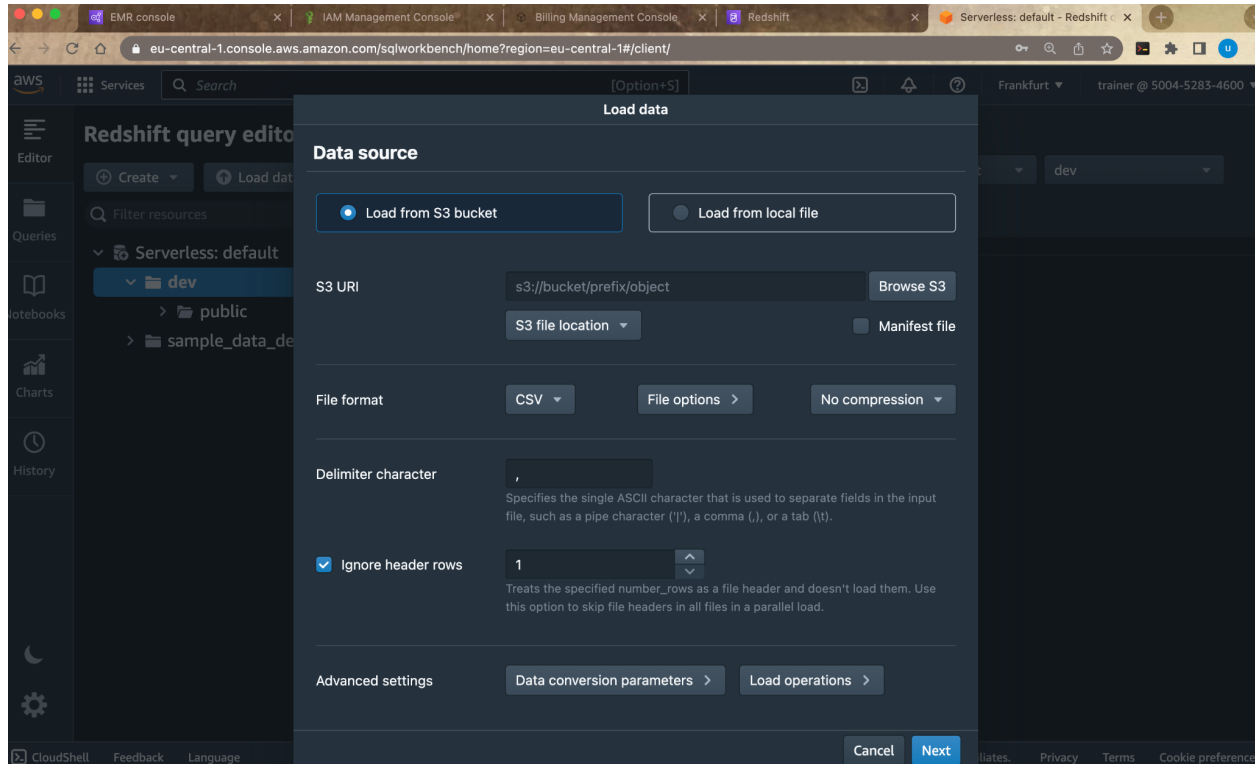 EMR console
IAM Management Console
Billing Management Console
Redshift
Serverless: default - Redshift
eu-central-1.console.aws.amazon.com/sqlworkbench/home?region=eu-central-1#/client/
U
aws
Services
Search
[Option+S]
Frankfurt
trainer @ 5004-5283-4600
Load data
Editor
Queries
Notebooks
Charts
History
Redshift query edito
Create
Load dat
Filter resources
Serverless: default
dev
public
sample_data_de
dev
Data source
Load from S3 bucket
Load from local file
S3 URI
s3://bucket/prefix/object
Browse S3
S3 file location
Manifest file
File format
CSV
File options
No compression
Delimiter character
,
Specifies the single ASCII character that is used to separate fields in the input
file, such as a pipe character ('|'), a comma (,), or a tab (\t).
Ignore header rows
1
Treats the specified number_rows as a file header and doesn't load them. Use
this option to skip file headers in all files in a parallel load.
Advanced settings
Data conversion parameters
Load operations
Cancel
Next
CloudShell
Feedback
Language
iliates.
Privacy
Terms
Cookie preference